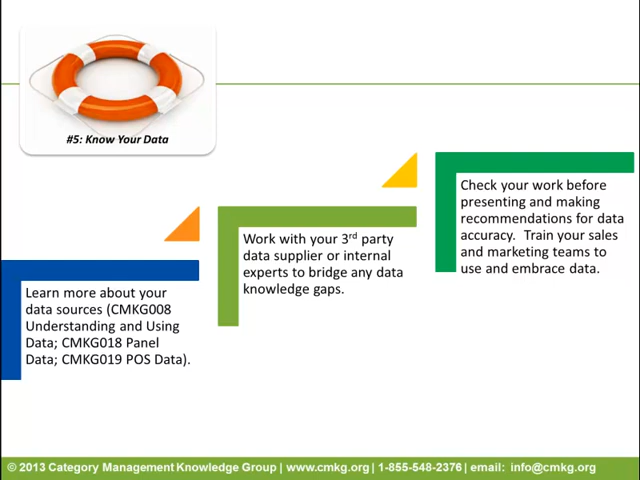 #5: Know Your Data
Learn more about your
data sources (CMKG008
Understanding and Using
Data; CMKG018 Panel
Data; CMKG019 POS Data).
Work with your 3rd party
data supplier or internal
experts to bridge any data
knowledge gaps.
Check your work before
presenting and making
recommendations for data
accuracy. Train your sales
and marketing teams to
use and embrace data.
© 2013 Category Management Knowledge Group | www.cmkg.org | 1-855-548-2376 | email: info@cmkg.org